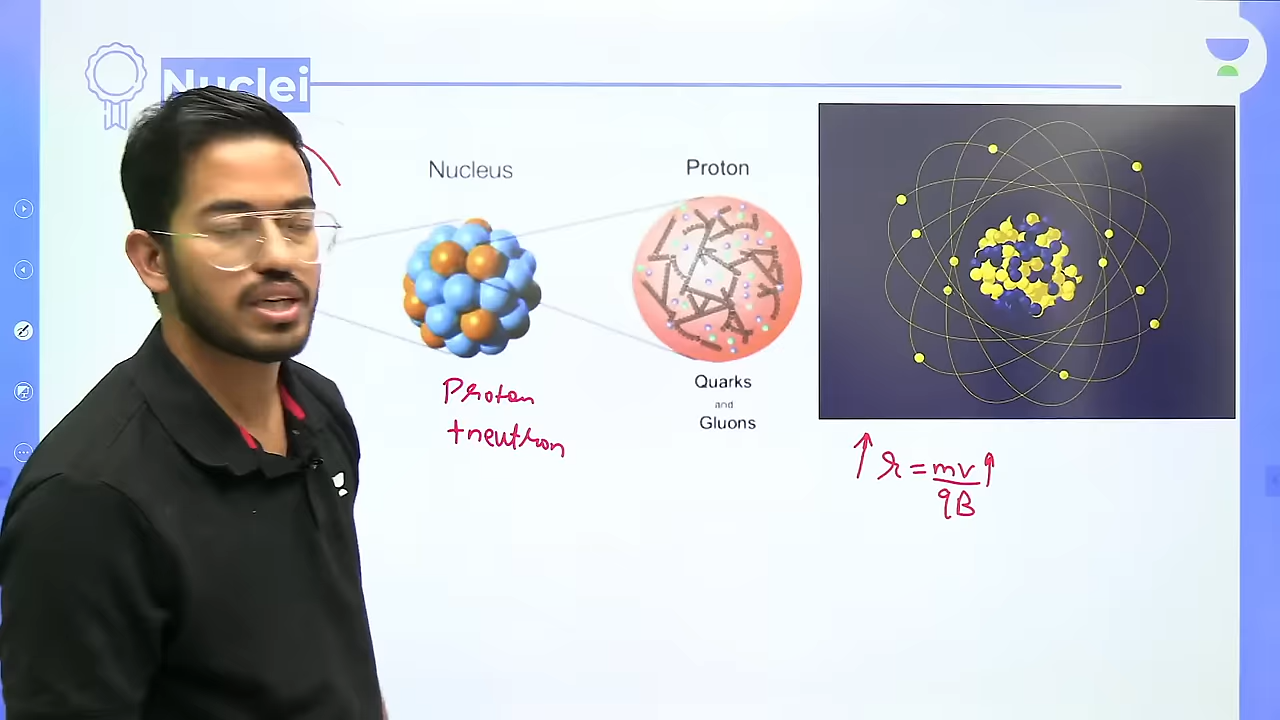 Nuclei
Nucleus
Proton
Proton
+neutron
Quarks
and
Gluons
↑ r = mv↑
qB